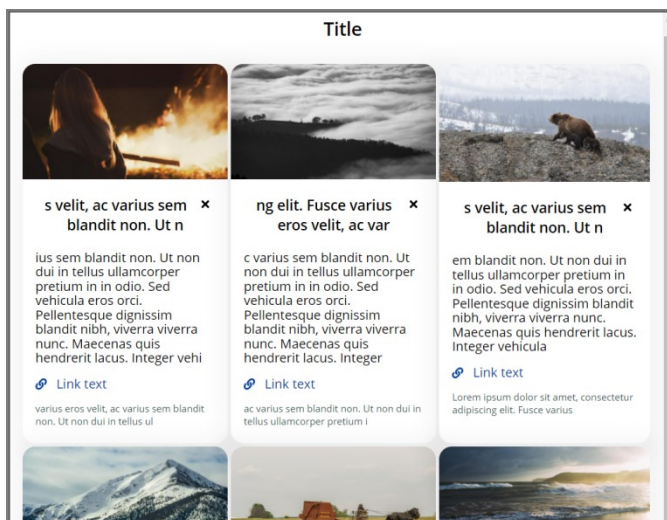 Title
s velit, ac varius sem ×
blandit non. Ut n
ius sem blandit non. Ut non
dui in tellus ullamcorper
pretium in in odio. Sed
vehicula eros orci.
Pellentesque dignissim
blandit nibh, viverra viverra
nunc. Maecenas quis
hendrerit lacus. Integer vehi
Link text
varius eros velit, ac varius sem blandit
non. Ut non dui in tellus ul
ng elit. Fusce varius ×
eros velit, ac var
c varius sem blandit non. Ut
non dui in tellus ullamcorper
pretium in in odio. Sed
vehicula eros orci.
Pellentesque dignissim
blandit nibh, viverra viverra
nunc. Maecenas quis
hendrerit lacus. Integer
Link text
ac varius sem blandit non. Ut non dui in
tellus ullamcorper pretium i
s velit, ac varius sem ×
blandit non. Ut n
em blandit non. Ut non dui in
tellus ullamcorper pretium in
in odio. Sed vehicula eros orci.
Pellentesque dignissim blandit
nibh, viverra viverra nunc.
Maecenas quis hendrerit lacus.
Integer vehicula
Link text
Lorem ipsum dolor sit amet, consectetur
adipiscing elit. Fusce varius